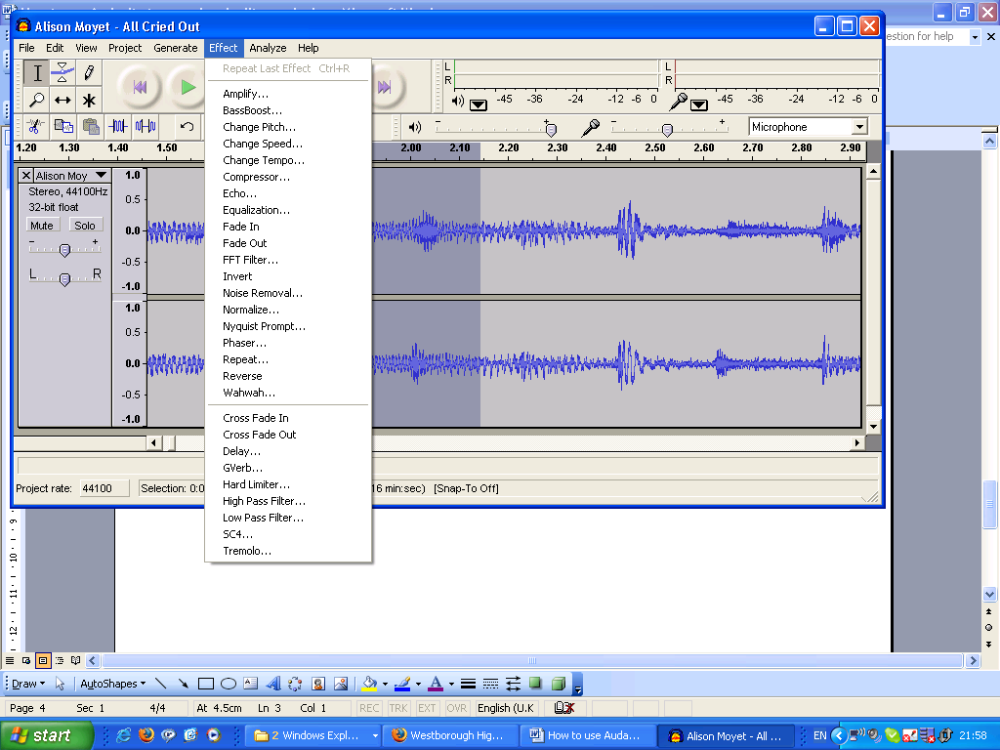 Alison Moyet - All Cried Out
estion for help
File Edit View Project Generate Effect Analyze Help
Repeat Last Effect Ctrl+R
Amplify...
BassBoost...
Change Pitch...
Change Speed...
Change Tempo...
Compressor...
Echo...
Equalization...
Fade In
Fade Out
FFT Filter...
Invert
Noise Removal...
Normalize...
Nyquist Prompt...
Phaser...
Repeat...
Reverse
Wahwah...
Cross Fade In
Cross Fade Out
Delay...
GVerb...
Hard Limiter...
High Pass Filter...
Low Pass Filter...
SC4...
Tremolo...
L
R
-45 -36 -24 -12 -6 0
L
R
-45 -36 -24 -12 -6 0
- + - + Microphone
1.20 1.30 1.40 1.50 2.00 2.10 2.20 2.30 2.40 2.50 2.60 2.70 2.80 2.90
Alison Moy
Stereo, 44100Hz
32-bit float
Mute Solo
- +
L R
1.0
0.5
0.0
-0.5
-1.0
1.0
0.5
0.0
-0.5
-1.0
Project rate: 44100 Selection: 0:0 16 min:sec) [Snap-To Off]
9
10
11
12
Draw AutoShapes
Page 4 Sec 1 4/4 At 4.5cm Ln 3 Col 1 REC TRK EXT OVR English (U.K
start 2 Windows Expl... Westborough Hig... How to use Auda... Alison Moyet - All ... EN 21:58